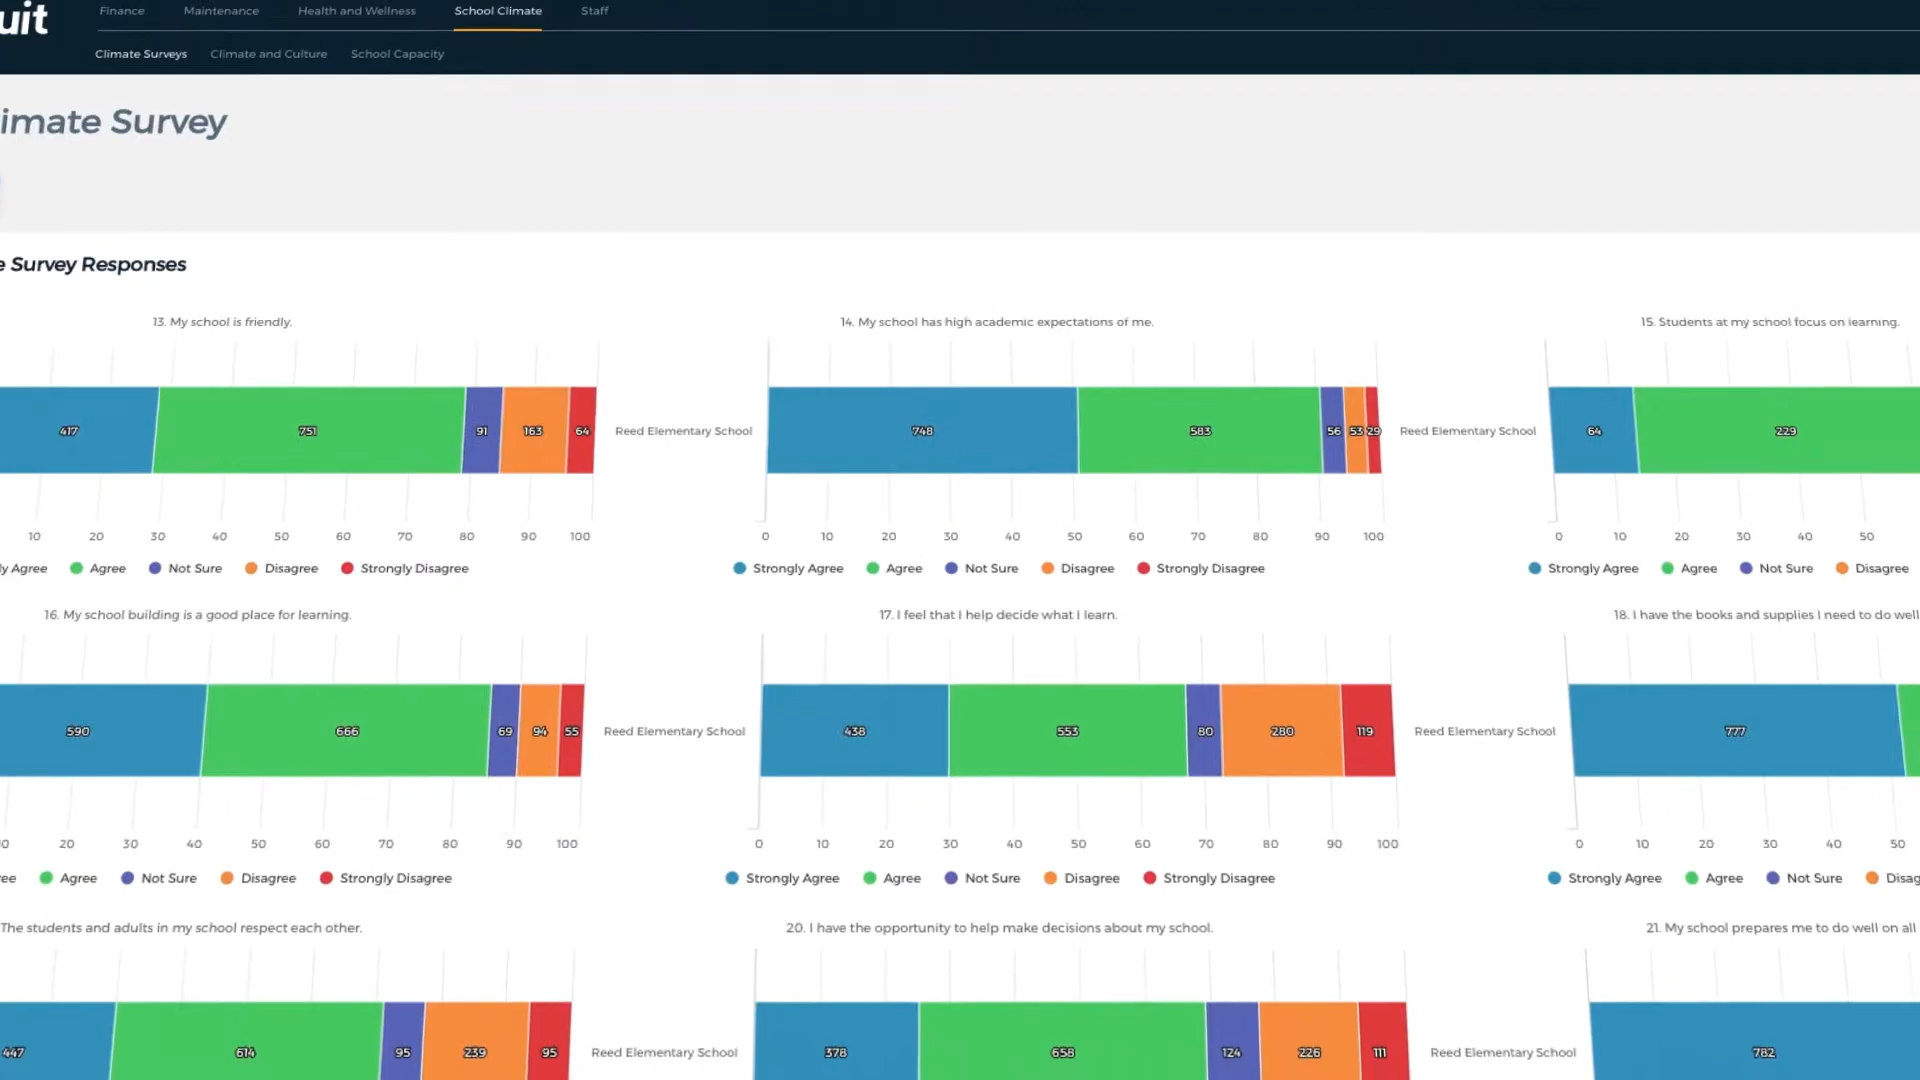 uit
Finance Maintenance Health and Wellness School Climate Staff
Climate Surveys Climate and Culture School Capacity
imate Survey
e Survey Responses
13. My school is friendly.
14. My school has high academic expectations of me.
15. Students at my school focus on learning.
417 751 91 163 64
Reed Elementary School
748 583 56 53 29
Reed Elementary School
64 229
10 20 30 40 50 60 70 80 90 100
0 10 20 30 40 50 60 70 80 90 100
0 10 20 30 40 50
ly Agree Agree Not Sure Disagree Strongly Disagree
Strongly Agree Agree Not Sure Disagree Strongly Disagree
Strongly Agree Agree Not Sure Disagree
16. My school building is a good place for learning.
17. I feel that I help decide what I learn.
18. I have the books and supplies I need to do well
590 666 69 94 55
Reed Elementary School
438 553 80 280 119
Reed Elementary School
777
0 20 30 40 50 60 70 80 90 100
0 10 20 30 40 50 60 70 80 90 100
0 10 20 30 40 50
ee Agree Not Sure Disagree Strongly Disagree
Strongly Agree Agree Not Sure Disagree Strongly Disagree
Strongly Agree Agree Not Sure Disag
The students and adults in my school respect each other.
20. I have the opportunity to help make decisions about my school.
21. My school prepares me to do well on all
447 614 95 239 95
Reed Elementary School
378 658 124 226 111
Reed Elementary School
782